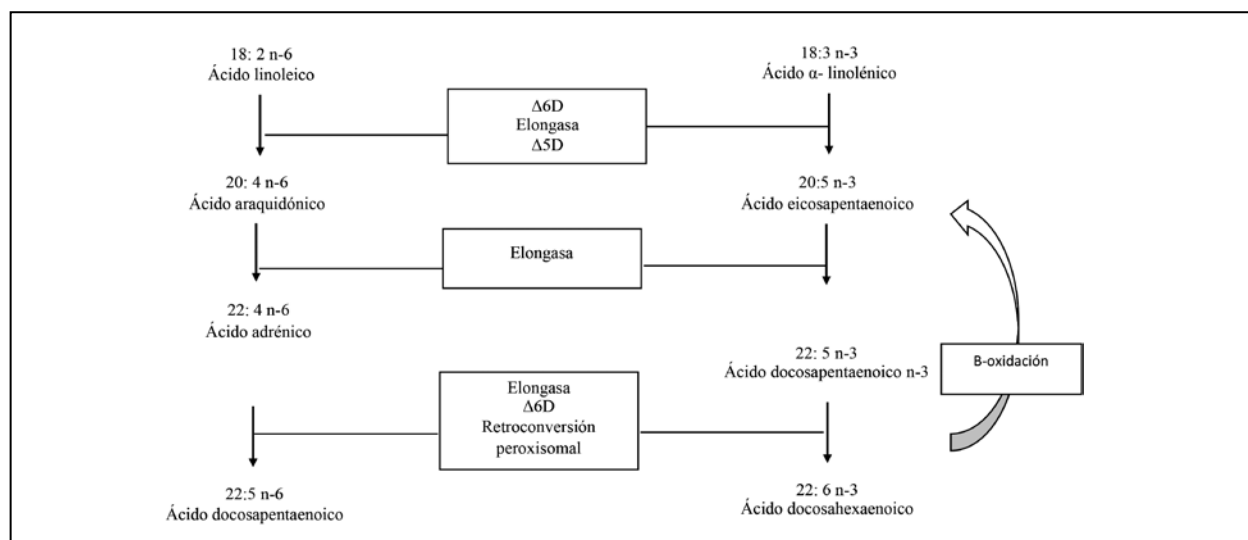 18: 2 n-6
Ácido linoleico
18:3 n-3
Ácido α- linolénico
Δ6D
Elongasa
Δ5D
20: 4 n-6
Ácido araquidónico
20:5 n-3
Ácido eicosapentaenoico
Elongasa
22: 4 n-6
Ácido adrénico
22: 5 n-3
Ácido docosapentaenoico n-3
B-oxidación
Elongasa
Δ6D
Retroconversión
peroxisomal
22:5 n-6
Ácido docosapentaenoico
22: 6 n-3
Ácido docosahexaenoico